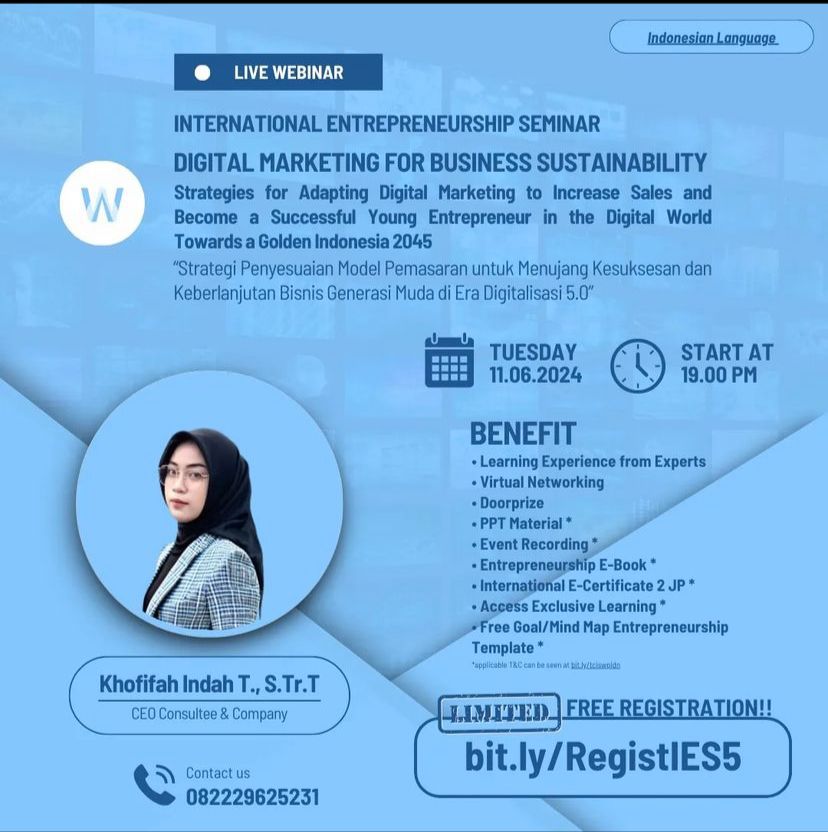 Indonesian Language
LIVE WEBINAR
INTERNATIONAL ENTREPRENEURSHIP SEMINAR
DIGITAL MARKETING FOR BUSINESS SUSTAINABILITY
Strategies for Adapting Digital Marketing to Increase Sales and
Become a Successful Young Entrepreneur in the Digital World
Towards a Golden Indonesia 2045
"Strategi Penyesuaian Model Pemasaran untuk Menujang Kesuksesan dan
Keberlanjutan Bisnis Generasi Muda di Era Digitalisasi 5.0"
W
TUESDAY
11.06.2024
START AT
19.00 PM
BENEFIT
• Learning Experience from Experts
• Virtual Networking
• Doorprize
• PPT Material *
• Event Recording *
• Entrepreneurship E-Book *
• International E-Certificate 2 JP *
• Access Exclusive Learning *
• Free Goal/Mind Map Entrepreneurship
Template *
*applicable T&C can be seen at
Khofifah Indah T., S.Tr.T
CEO Consultee & Company
Contact us
082229625231
LIMITED FREE REGISTRATION!!
bit.ly/RegistIES5